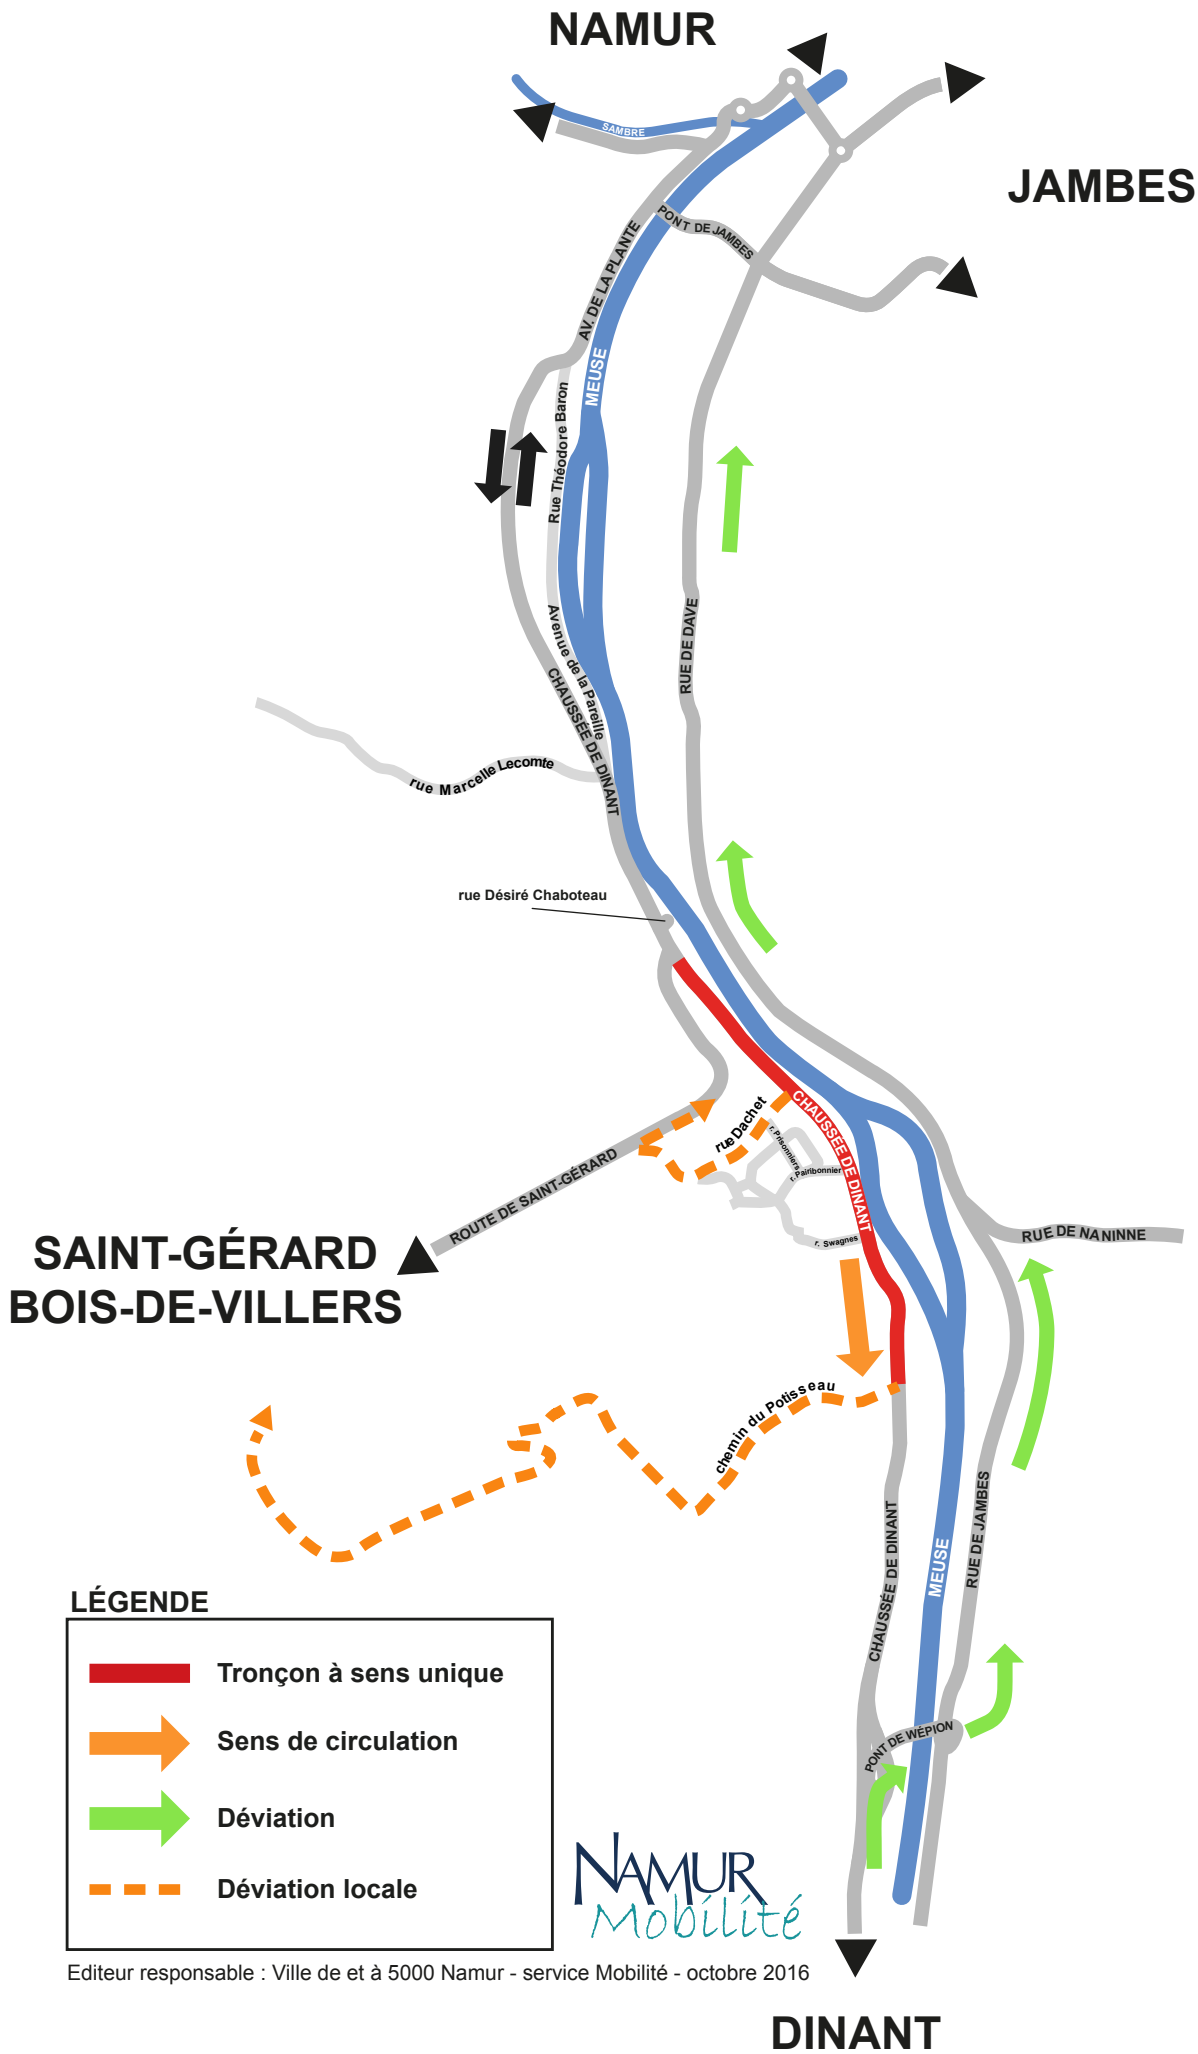 NAMUR
SAMBRE
JAMBES
PONT DE JAMBES
AV. DE LA PLANTE
MEUSE
Rue Théodore Baron
RUE DE DAVE
Avenue de la Pareille
CHAUSSÉE DE DINANT
rue Marcelle Lecomte
rue Désiré Chaboteau
CHAUSSÉE DE DINANT
rue Dachet
r. Prisonniers
r. Pairibonnier
ROUTE DE SAINT-GÉRARD
r. Swagnes
RUE DE NANINNE
SAINT-GÉRARD
BOIS-DE-VILLERS
chemin du Potisseau
RUE DE JAMBES
CHAUSSÉE DE DINANT
MEUSE
PONT DE WÉPION
LÉGENDE
Tronçon à sens unique
Sens de circulation
Déviation
Déviation locale
NAMUR
Mobilité
Editeur responsable : Ville de et à 5000 Namur - service Mobilité - octobre 2016
DINANT